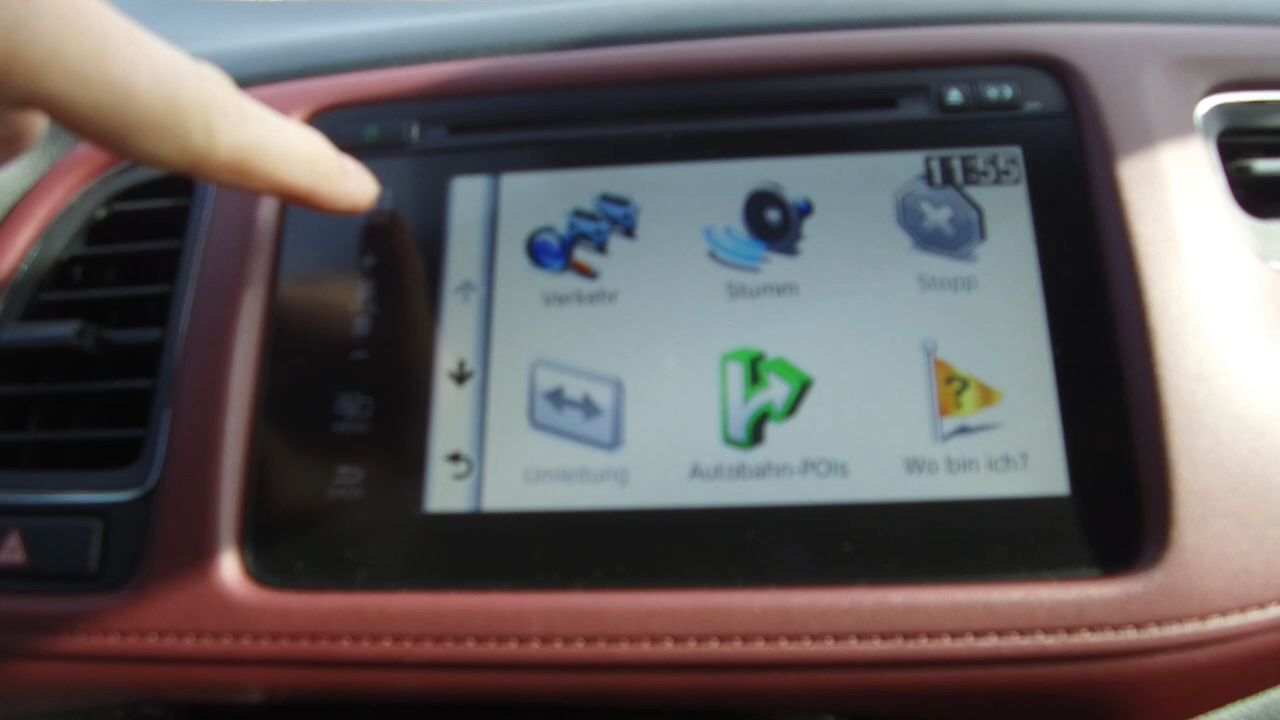 11:55
Verkehr
Stumm
Stopp
Umleitung
Autobahn-POIs
Wo bin ich?